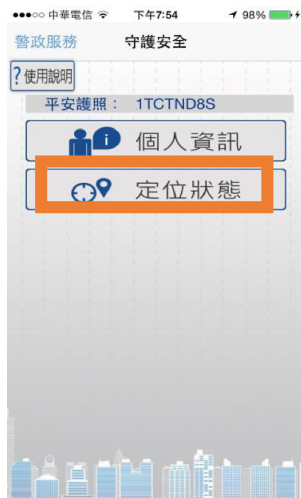 中華電信 下午7:54 98%
警政服務 守護安全
?使用說明
平安護照： 1TCTND8S
個人資訊
定位狀態